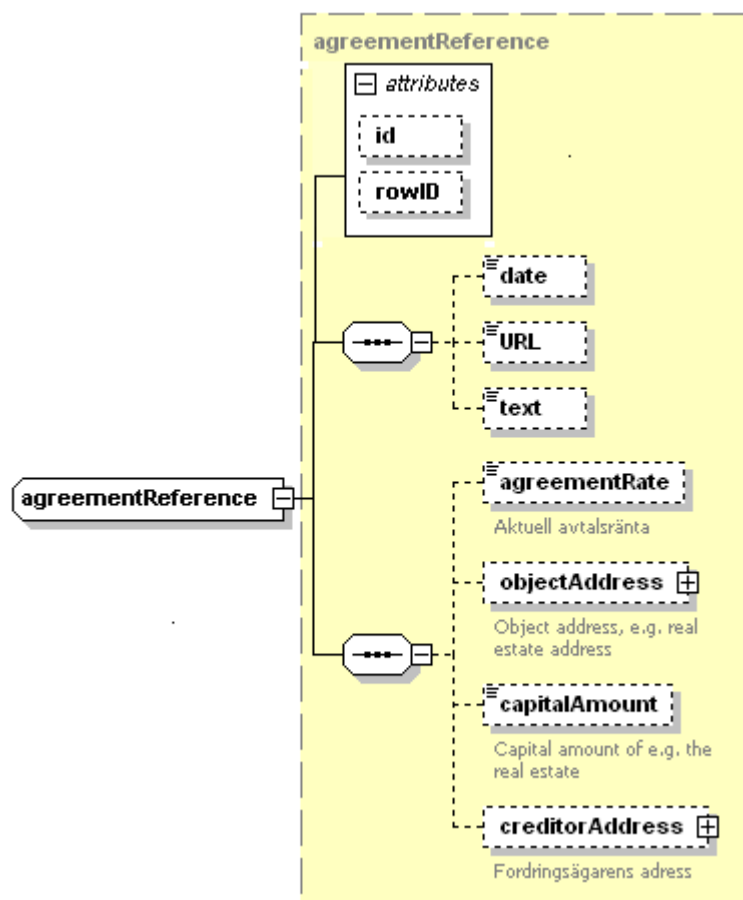 agreementReference
attributes
id
rowID
date
URL
text
agreementReference
agreementRate
Aktuell avtalsränta
objectAddress
Object address, e.g. real
estate address
capitalAmount
Capital amount of e.g. the
real estate
creditorAddress
Fordringsägarens adress